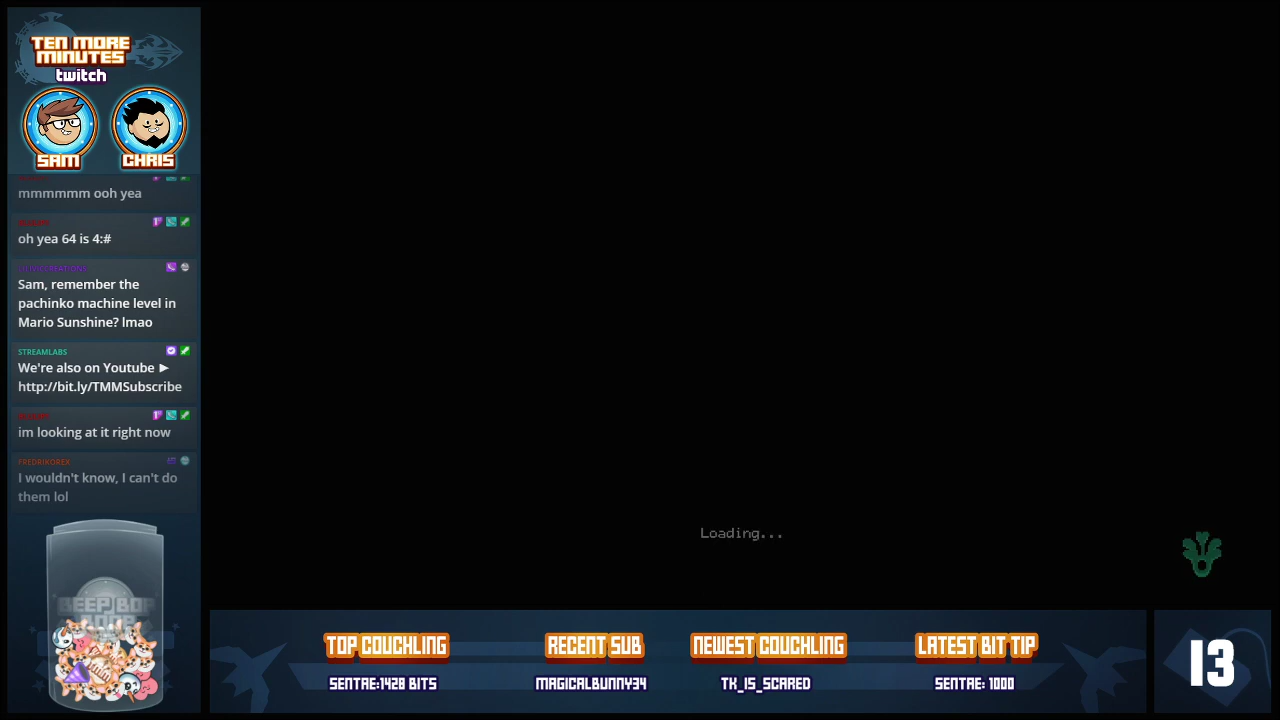 TEN MORE
MINUTES
twitch
SAM
CHRIS
mmmmmm ooh yea
oh yea 64 is 4:#
Sam, remember the
pachinko machine level in
Mario Sunshine? lmao
STREAMLABS
We're also on Youtube ▶
http://bit.ly/TMMSubscribe
im looking at it right now
FREDRIKOREX
I wouldn't know, I can't do
them lol
BEEP BOP
Loading...
TOP COUCHLING
SENTAE:1428 BITS
RECENT SUB
MAGICALBUNNY34
NEWEST COUCHLING
TK_IS_SCARED
LATEST BIT TIP
SENTAE: 1000
13